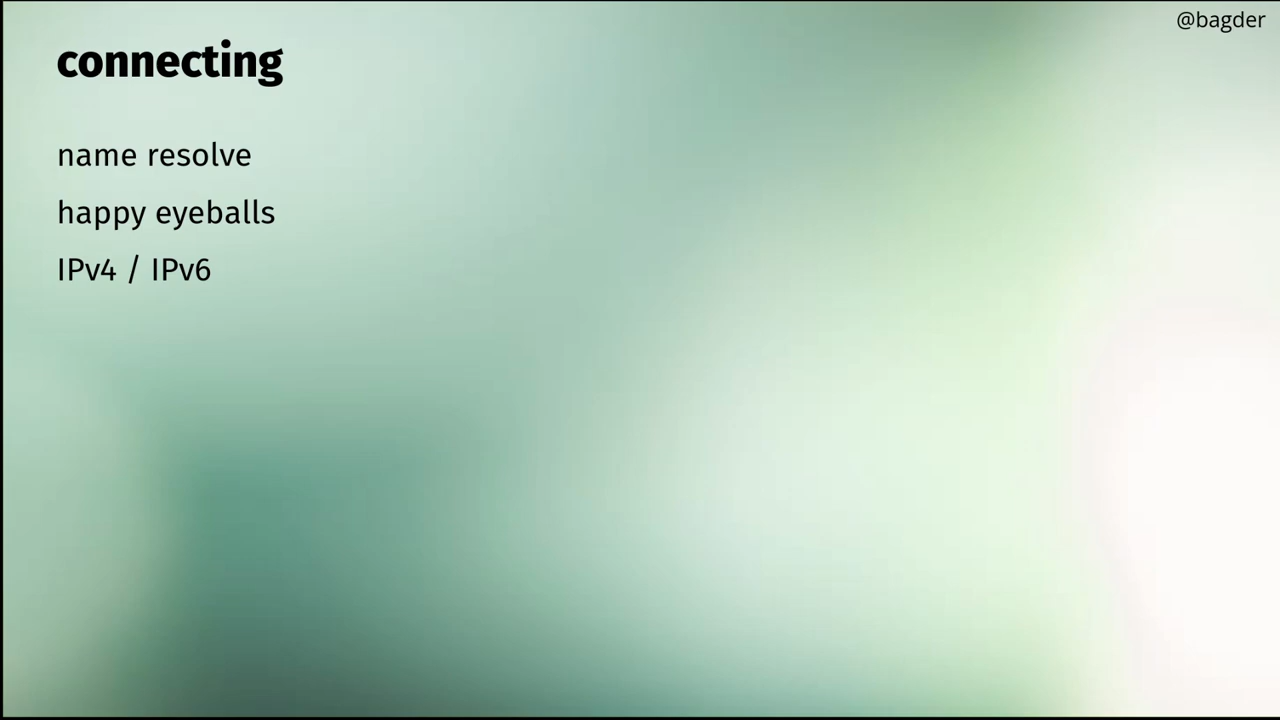 @bagder
connecting
name resolve
happy eyeballs
IPv4 / IPv6